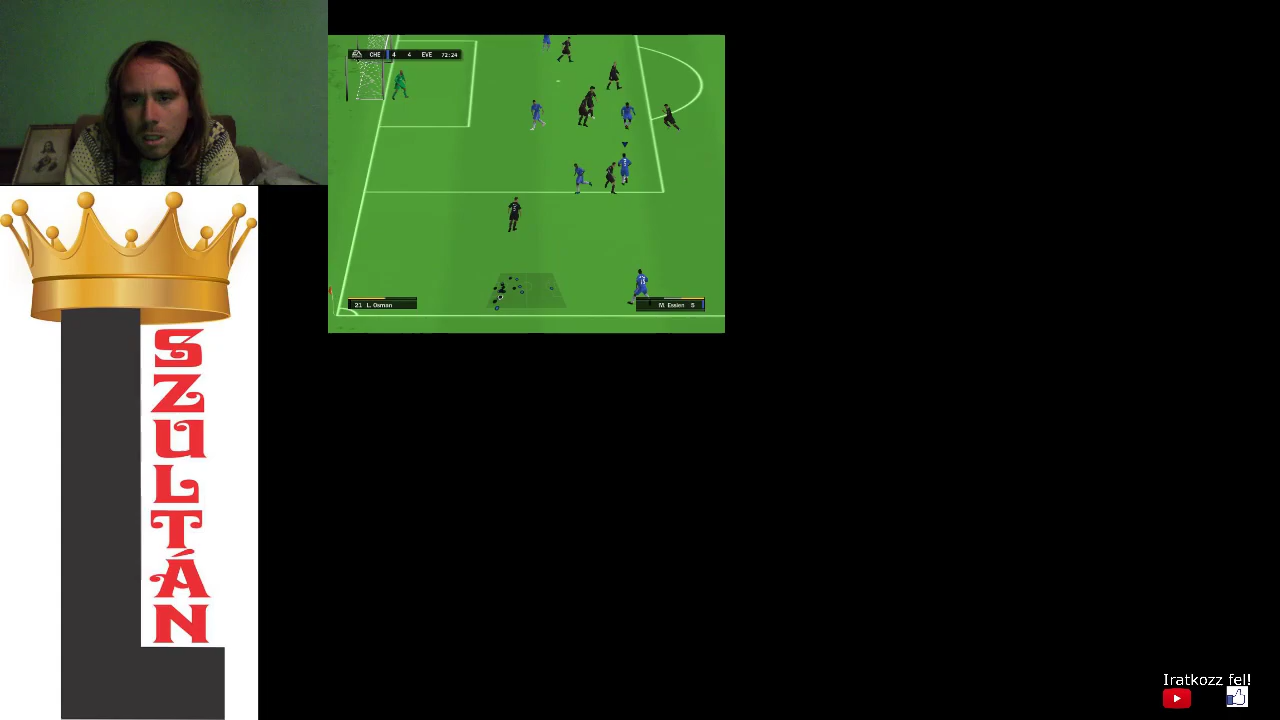 CHE 4 4 EVE 72:24
21 L. Osman
M. Essien 5
L
SZULTÁN
Iratkozz fel!